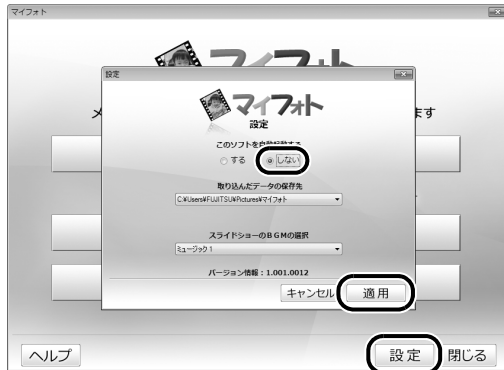 マイフォト
マイフォト
メ
ます
設定
マイフォト
設定
このソフトを自動起動する
する
しない
取り込んだデータの保存先
C:¥Users¥FUJITSU¥Pictures¥マイフォト
スライドショーのBGMの選択
ミュージック1
バージョン情報:1.001.0012
キャンセル
適用
ヘルプ
設定
閉じる